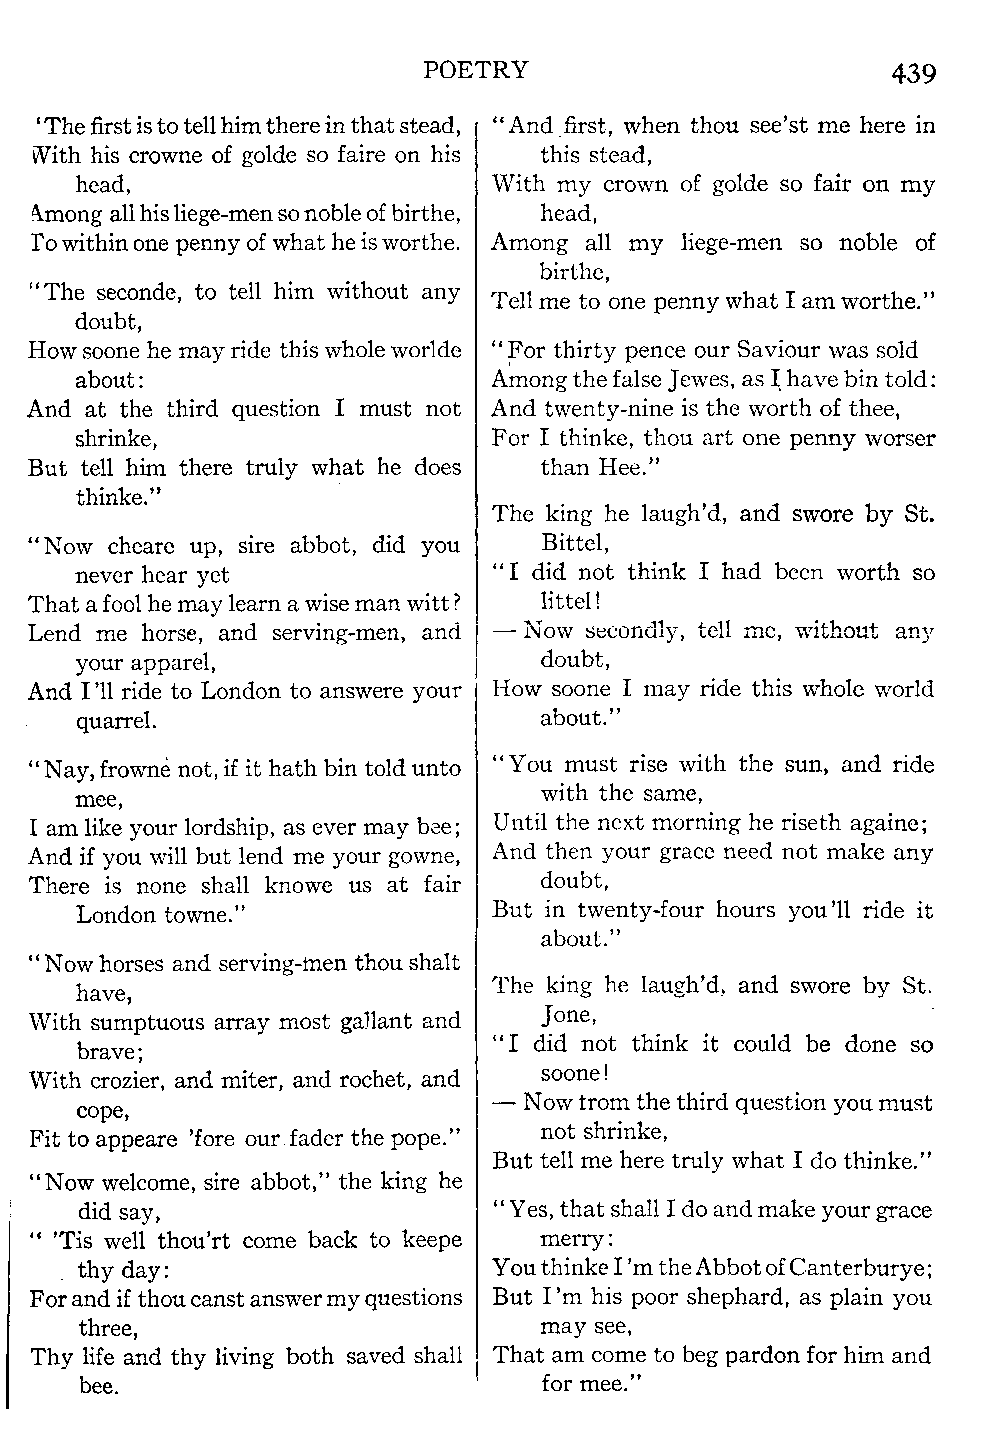 POETRY
439
‘The first is to tell him there in that stead,
With his crowne of golde so faire on his
head,
Among all his liege-men so noble of birthe,
To within one penny of what he is worthe.
“The seconde, to tell him without any
doubt,
How soone he may ride this whole worlde
about:
And at the third question I must not
shrinke,
But tell him there truly what he does
thinke.”
“Now cheare up, sire abbot, did you
never hear yet
That a fool he may learn a wise man witt?
Lend me horse, and serving-men, and
your apparel,
And I’ll ride to London to answere your
quarrel.
“Nay, frowne not, if it hath bin told unto
mee,
I am like your lordship, as ever may bee;
And if you will but lend me your gowne,
There is none shall knowe us at fair
London towne.”
“Now horses and serving-men thou shalt
have,
With sumptuous array most gallant and
brave;
With crozier, and miter, and rochet, and
cope,
Fit to appeare ’fore our fader the pope.”
“Now welcome, sire abbot,” the king he
did say,
“ ’Tis well thou’rt come back to keepe
thy day:
For and if thou canst answer my questions
three,
Thy life and thy living both saved shall
bee.
“And first, when thou see’st me here in
this stead,
With my crown of golde so fair on my
head,
Among all my liege-men so noble of
birthe,
Tell me to one penny what I am worthe.”
“For thirty pence our Saviour was sold
Among the false Jewes, as I have bin told:
And twenty-nine is the worth of thee,
For I thinke, thou art one penny worser
than Hee.”
The king he laugh’d, and swore by St.
Bittel,
“I did not think I had been worth so
littel!
— Now secondly, tell me, without any
doubt,
How soone I may ride this whole world
about.”
“You must rise with the sun, and ride
with the same,
Until the next morning he riseth againe;
And then your grace need not make any
doubt,
But in twenty-four hours you’ll ride it
about.”
The king he laugh’d, and swore by St.
Jone,
“I did not think it could be done so
soone!
— Now from the third question you must
not shrinke,
But tell me here truly what I do thinke.”
“Yes, that shall I do and make your grace
merry:
You thinke I’m the Abbot of Canterburye;
But I’m his poor shephard, as plain you
may see,
That am come to beg pardon for him and
for mee.”